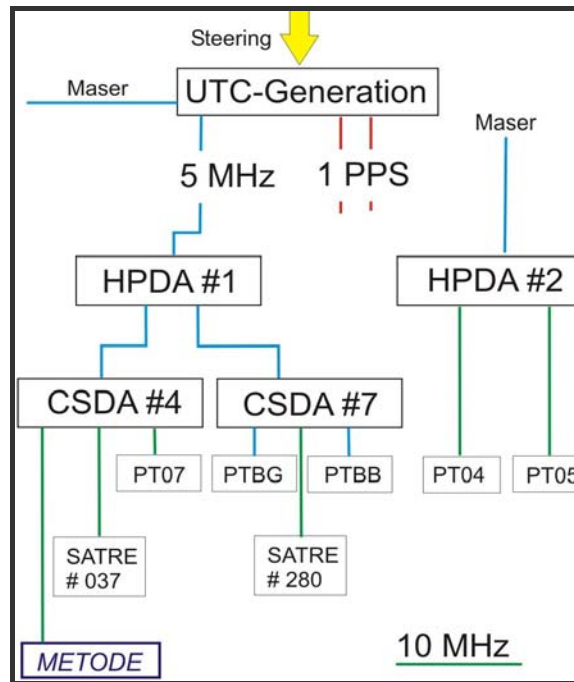 Steering
Maser
UTC-Generation
Maser
5 MHz
1 PPS
HPDA #1
HPDA #2
CSDA #4
CSDA #7
PT07
PTBG
PTBB
PT04
PT05
SATRE
# 037
SATRE
# 280
METODE
10 MHz